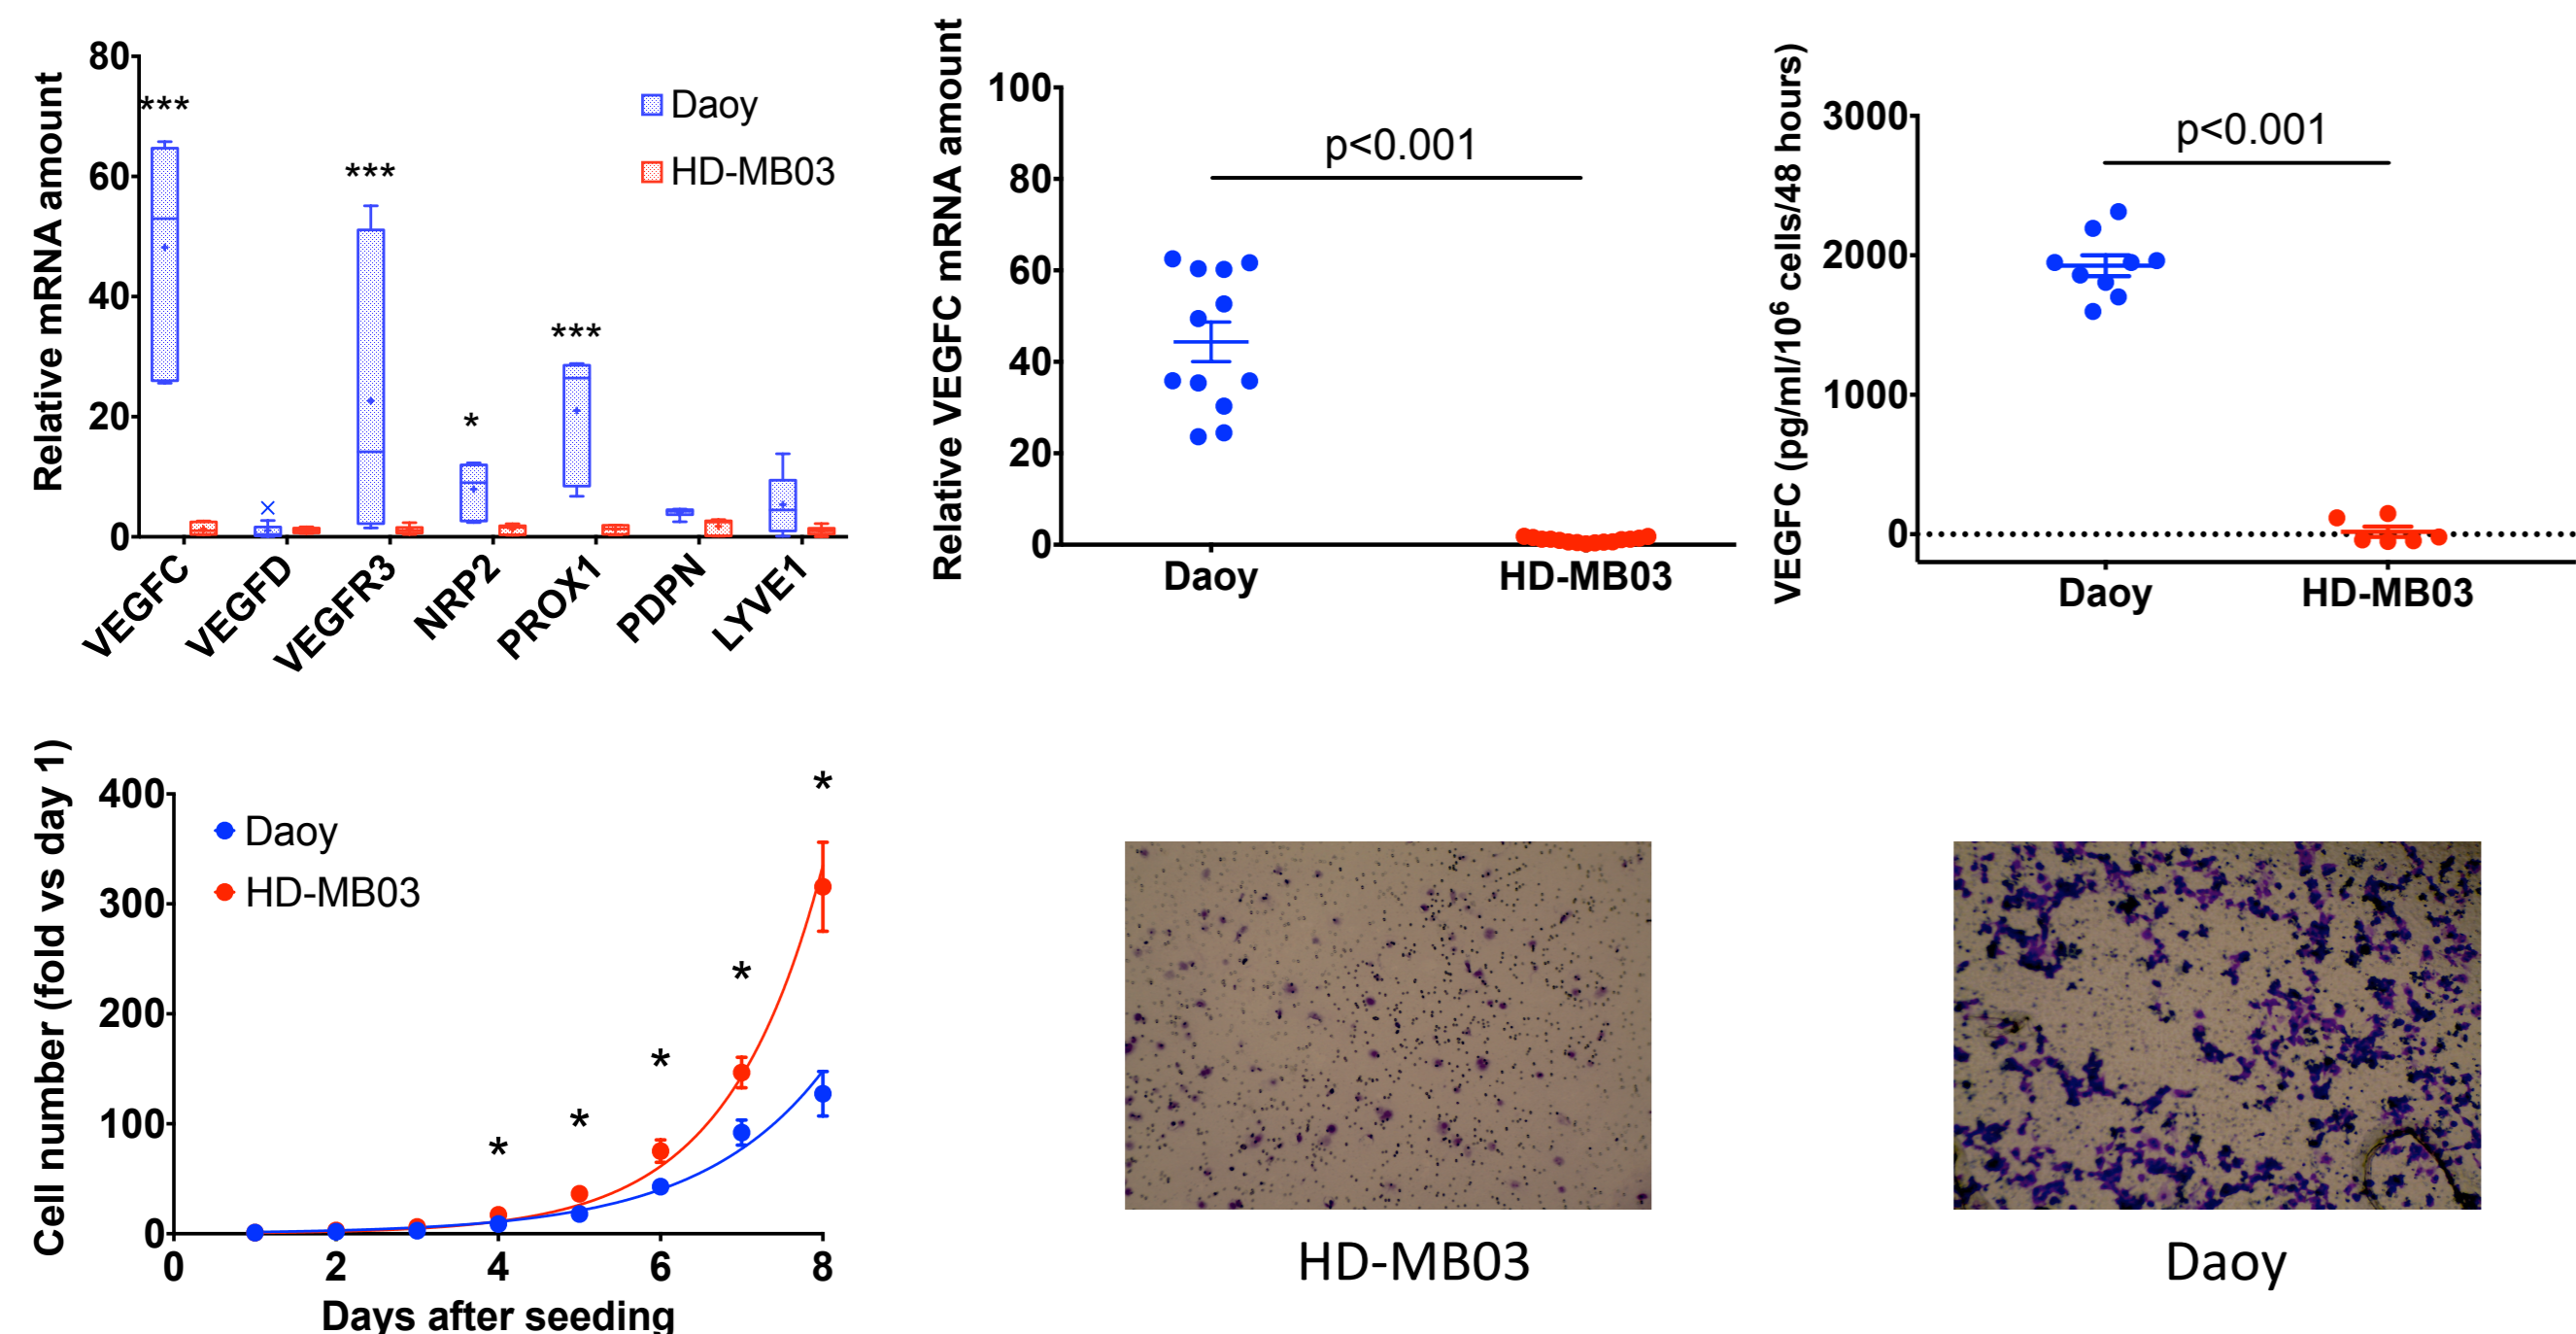 Relative mRNA amount
80
60
40
20
0
***
***
*
***
×
Daoy
HD-MB03
VEGFC
VEGFD
VEGFR3
NRP2
PROX1
PDPN
LYVE1
Relative VEGFC mRNA amount
100
80
60
40
20
0
p<0.001
Daoy
HD-MB03
VEGFC (pg/ml/10⁶ cells/48 hours)
3000
2000
1000
0
p<0.001
Daoy
HD-MB03
Cell number (fold vs day 1)
400
300
200
100
0
Daoy
HD-MB03
*
*
*
*
*
0
2
4
6
8
Days after seeding
HD-MB03
Daoy